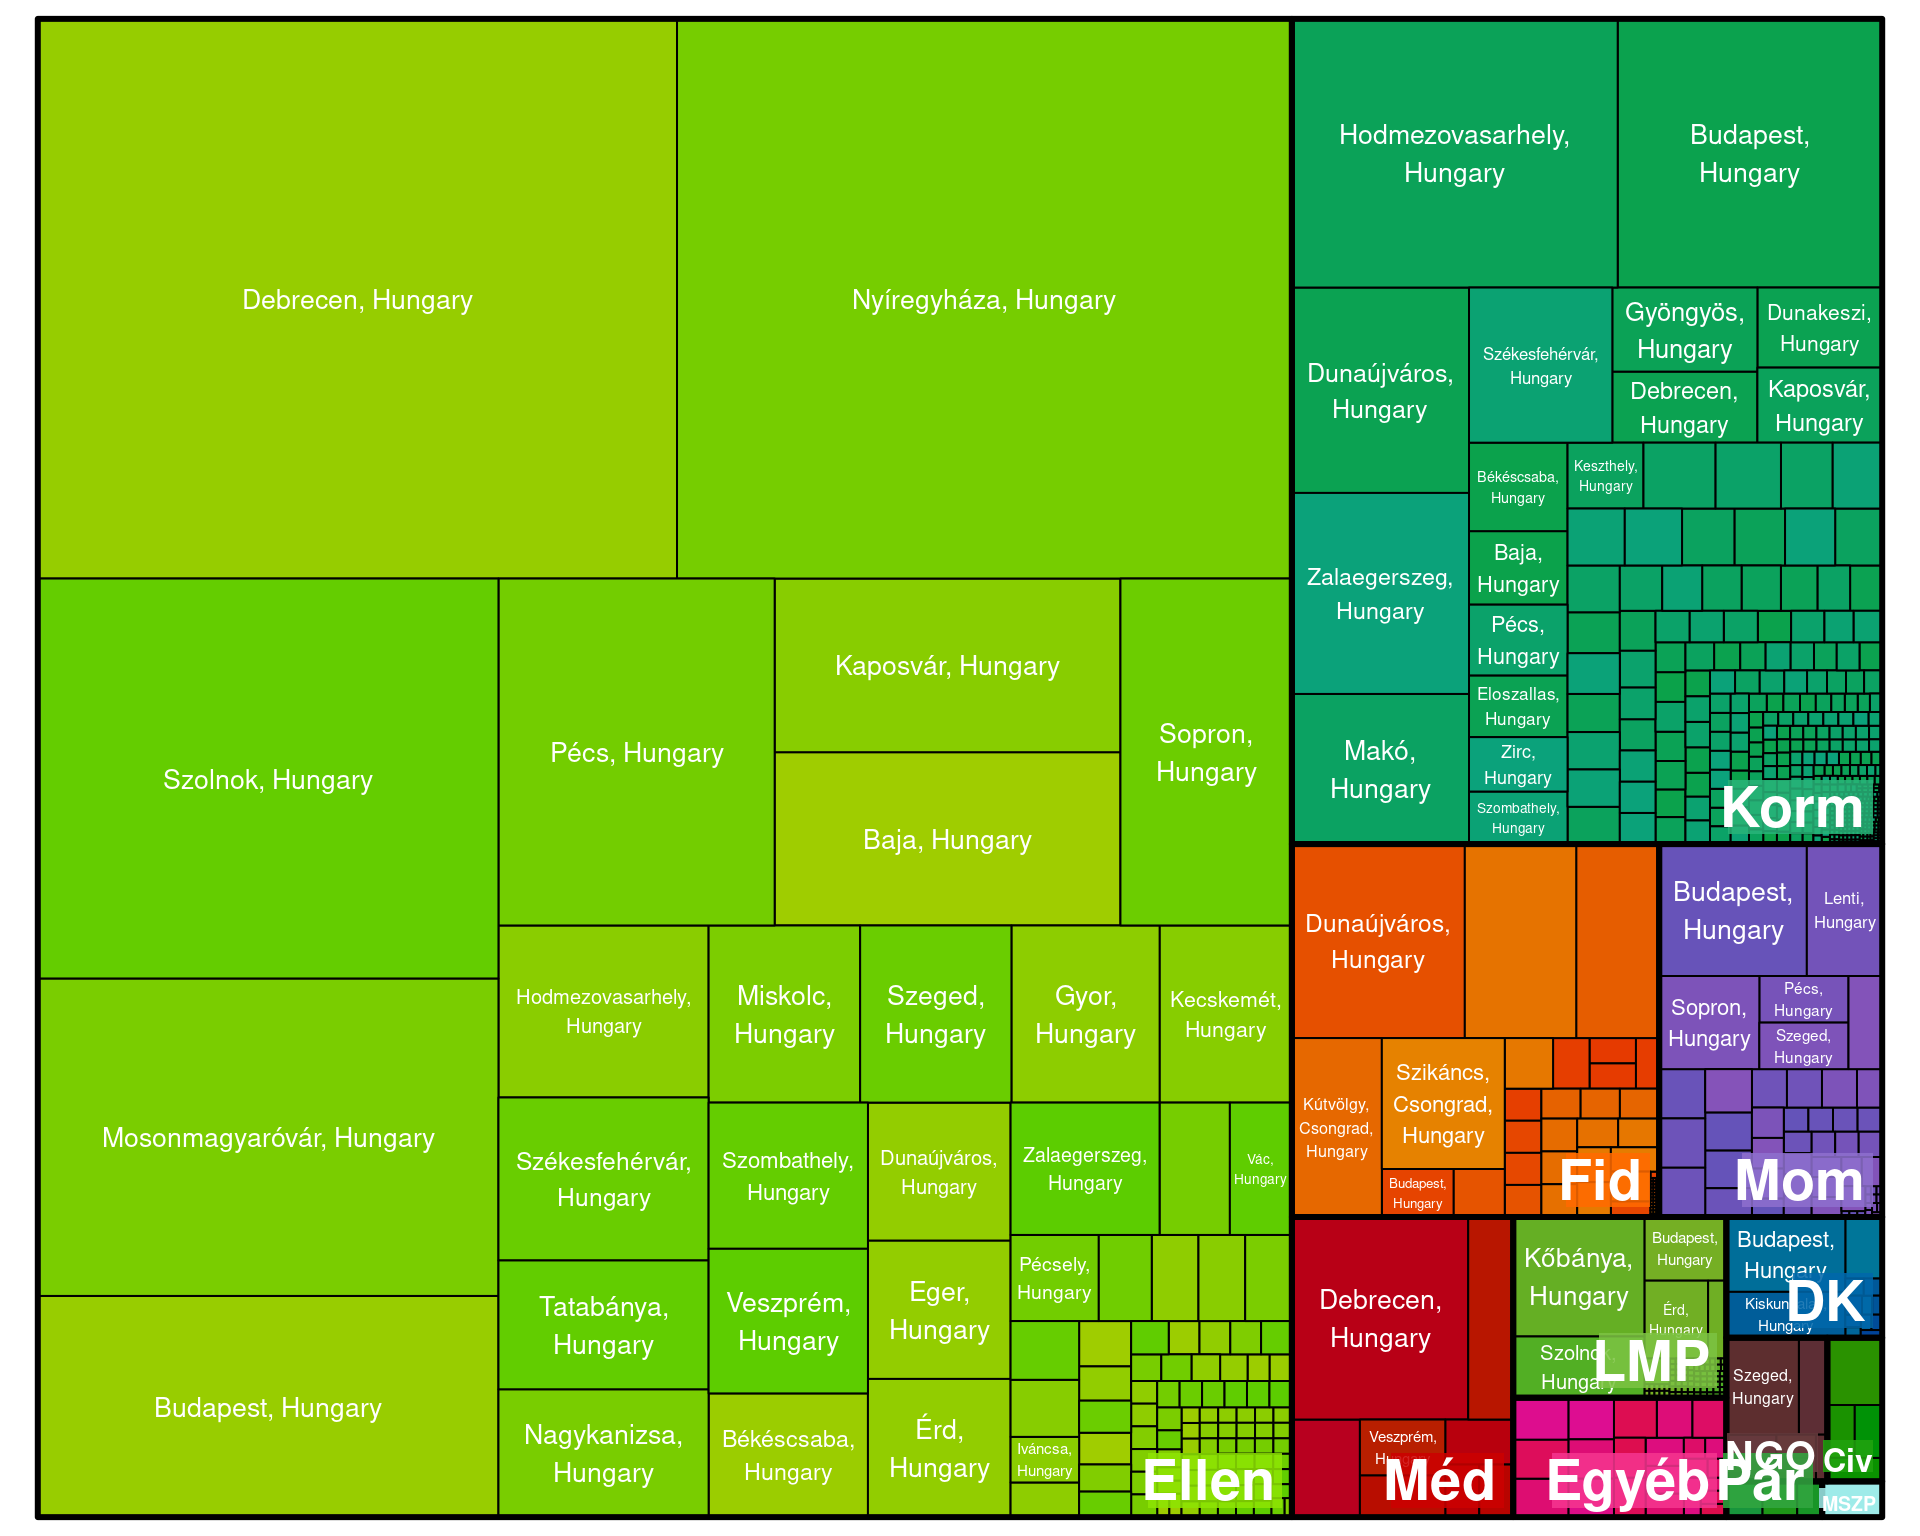 Debrecen, Hungary
Nyíregyháza, Hungary
Szolnok, Hungary
Pécs, Hungary
Kaposvár, Hungary
Baja, Hungary
Sopron,
Hungary
Mosonmagyaróvár, Hungary
Budapest, Hungary
Hodmezovasarhely,
Hungary
Miskolc,
Hungary
Szeged,
Hungary
Gyor,
Hungary
Kecskemét,
Hungary
Székesfehérvár,
Hungary
Szombathely,
Hungary
Dunaújváros,
Hungary
Zalaegerszeg,
Hungary
Vác,
Hungary
Tatabánya,
Hungary
Veszprém,
Hungary
Eger,
Hungary
Pécsely,
Hungary
Nagykanizsa,
Hungary
Békéscsaba,
Hungary
Érd,
Hungary
Iváncsa,
Hungary
Ellen
Hodmezovasarhely,
Hungary
Budapest,
Hungary
Dunaújváros,
Hungary
Székesfehérvár,
Hungary
Gyöngyös,
Hungary
Dunakeszi,
Hungary
Debrecen,
Hungary
Kaposvár,
Hungary
Zalaegerszeg,
Hungary
Békéscsaba,
Hungary
Keszthely,
Hungary
Baja,
Hungary
Pécs,
Hungary
Makó,
Hungary
Eloszallas,
Hungary
Zirc,
Hungary
Szombathely,
Hungary
Korm
Dunaújváros,
Hungary
Kútvölgy,
Csongrad,
Hungary
Szikáncs,
Csongrad,
Hungary
Budapest,
Hungary
Fid
Budapest,
Hungary
Lenti,
Hungary
Sopron,
Hungary
Pécs,
Hungary
Szeged,
Hungary
Mom
Debrecen,
Hungary
Veszprém,
Méd
Kőbánya,
Hungary
Budapest,
Hungary
Érd,
Hungary
Szolnok,
Hungary
LMP
Budapest,
Hungary
Hungary
DK
Szeged,
Hungary
NGO
Civ
Egyéb
Pár
MSZP